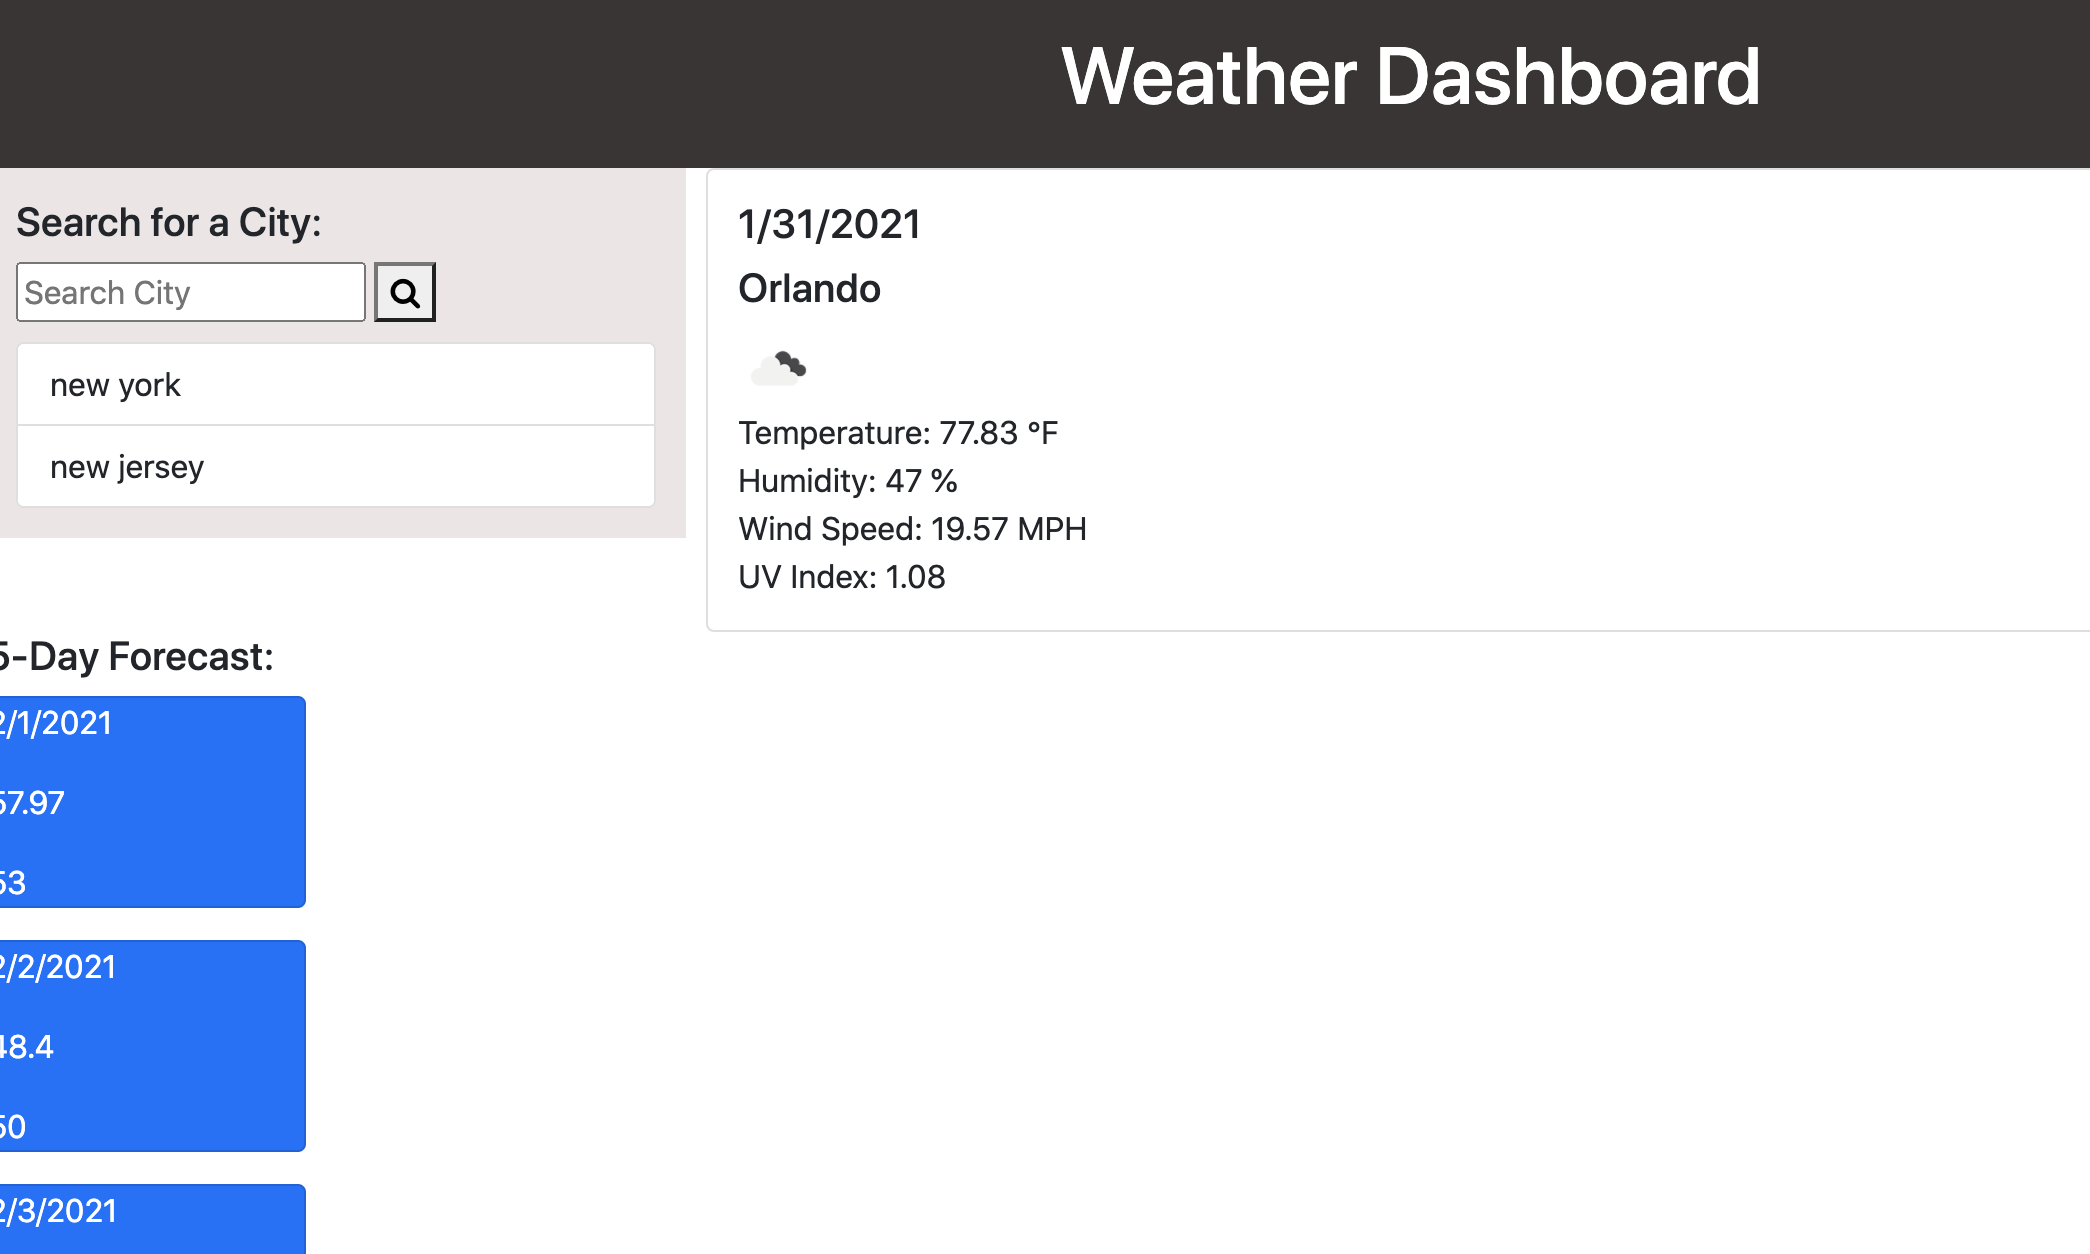 Weather Dashboard
Search for a City:
Search City
new york
new jersey
1/31/2021
Orlando
Temperature: 77.83 °F
Humidity: 47 %
Wind Speed: 19.57 MPH
UV Index: 1.08
5-Day Forecast:
2/1/2021
57.97
53
2/2/2021
48.4
50
2/3/2021